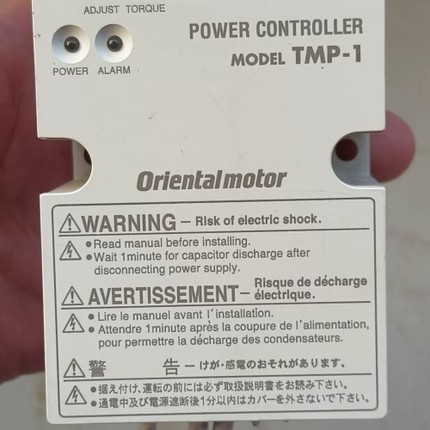 ADJUST TORQUE
POWER ALARM
POWER CONTROLLER
MODEL TMP-1
Orientalmotor
WARNING – Risk of electric shock.
• Read manual before installing.
• Wait 1minute for capacitor discharge after
disconnecting power supply.
AVERTISSEMENT – Risque de décharge
électrique.
• Lire le manuel avant l'installation.
• Attendre 1minute après la coupure de l'alimentation,
pour permettre la décharge des condensateurs.
警 告 – けが・感電のおそれがあります。
• 据え付け、運転の前には必ず取扱説明書をお読み下さい。
• 通電中及び電源遮断後1分以内はカバーを外さないで下さい。